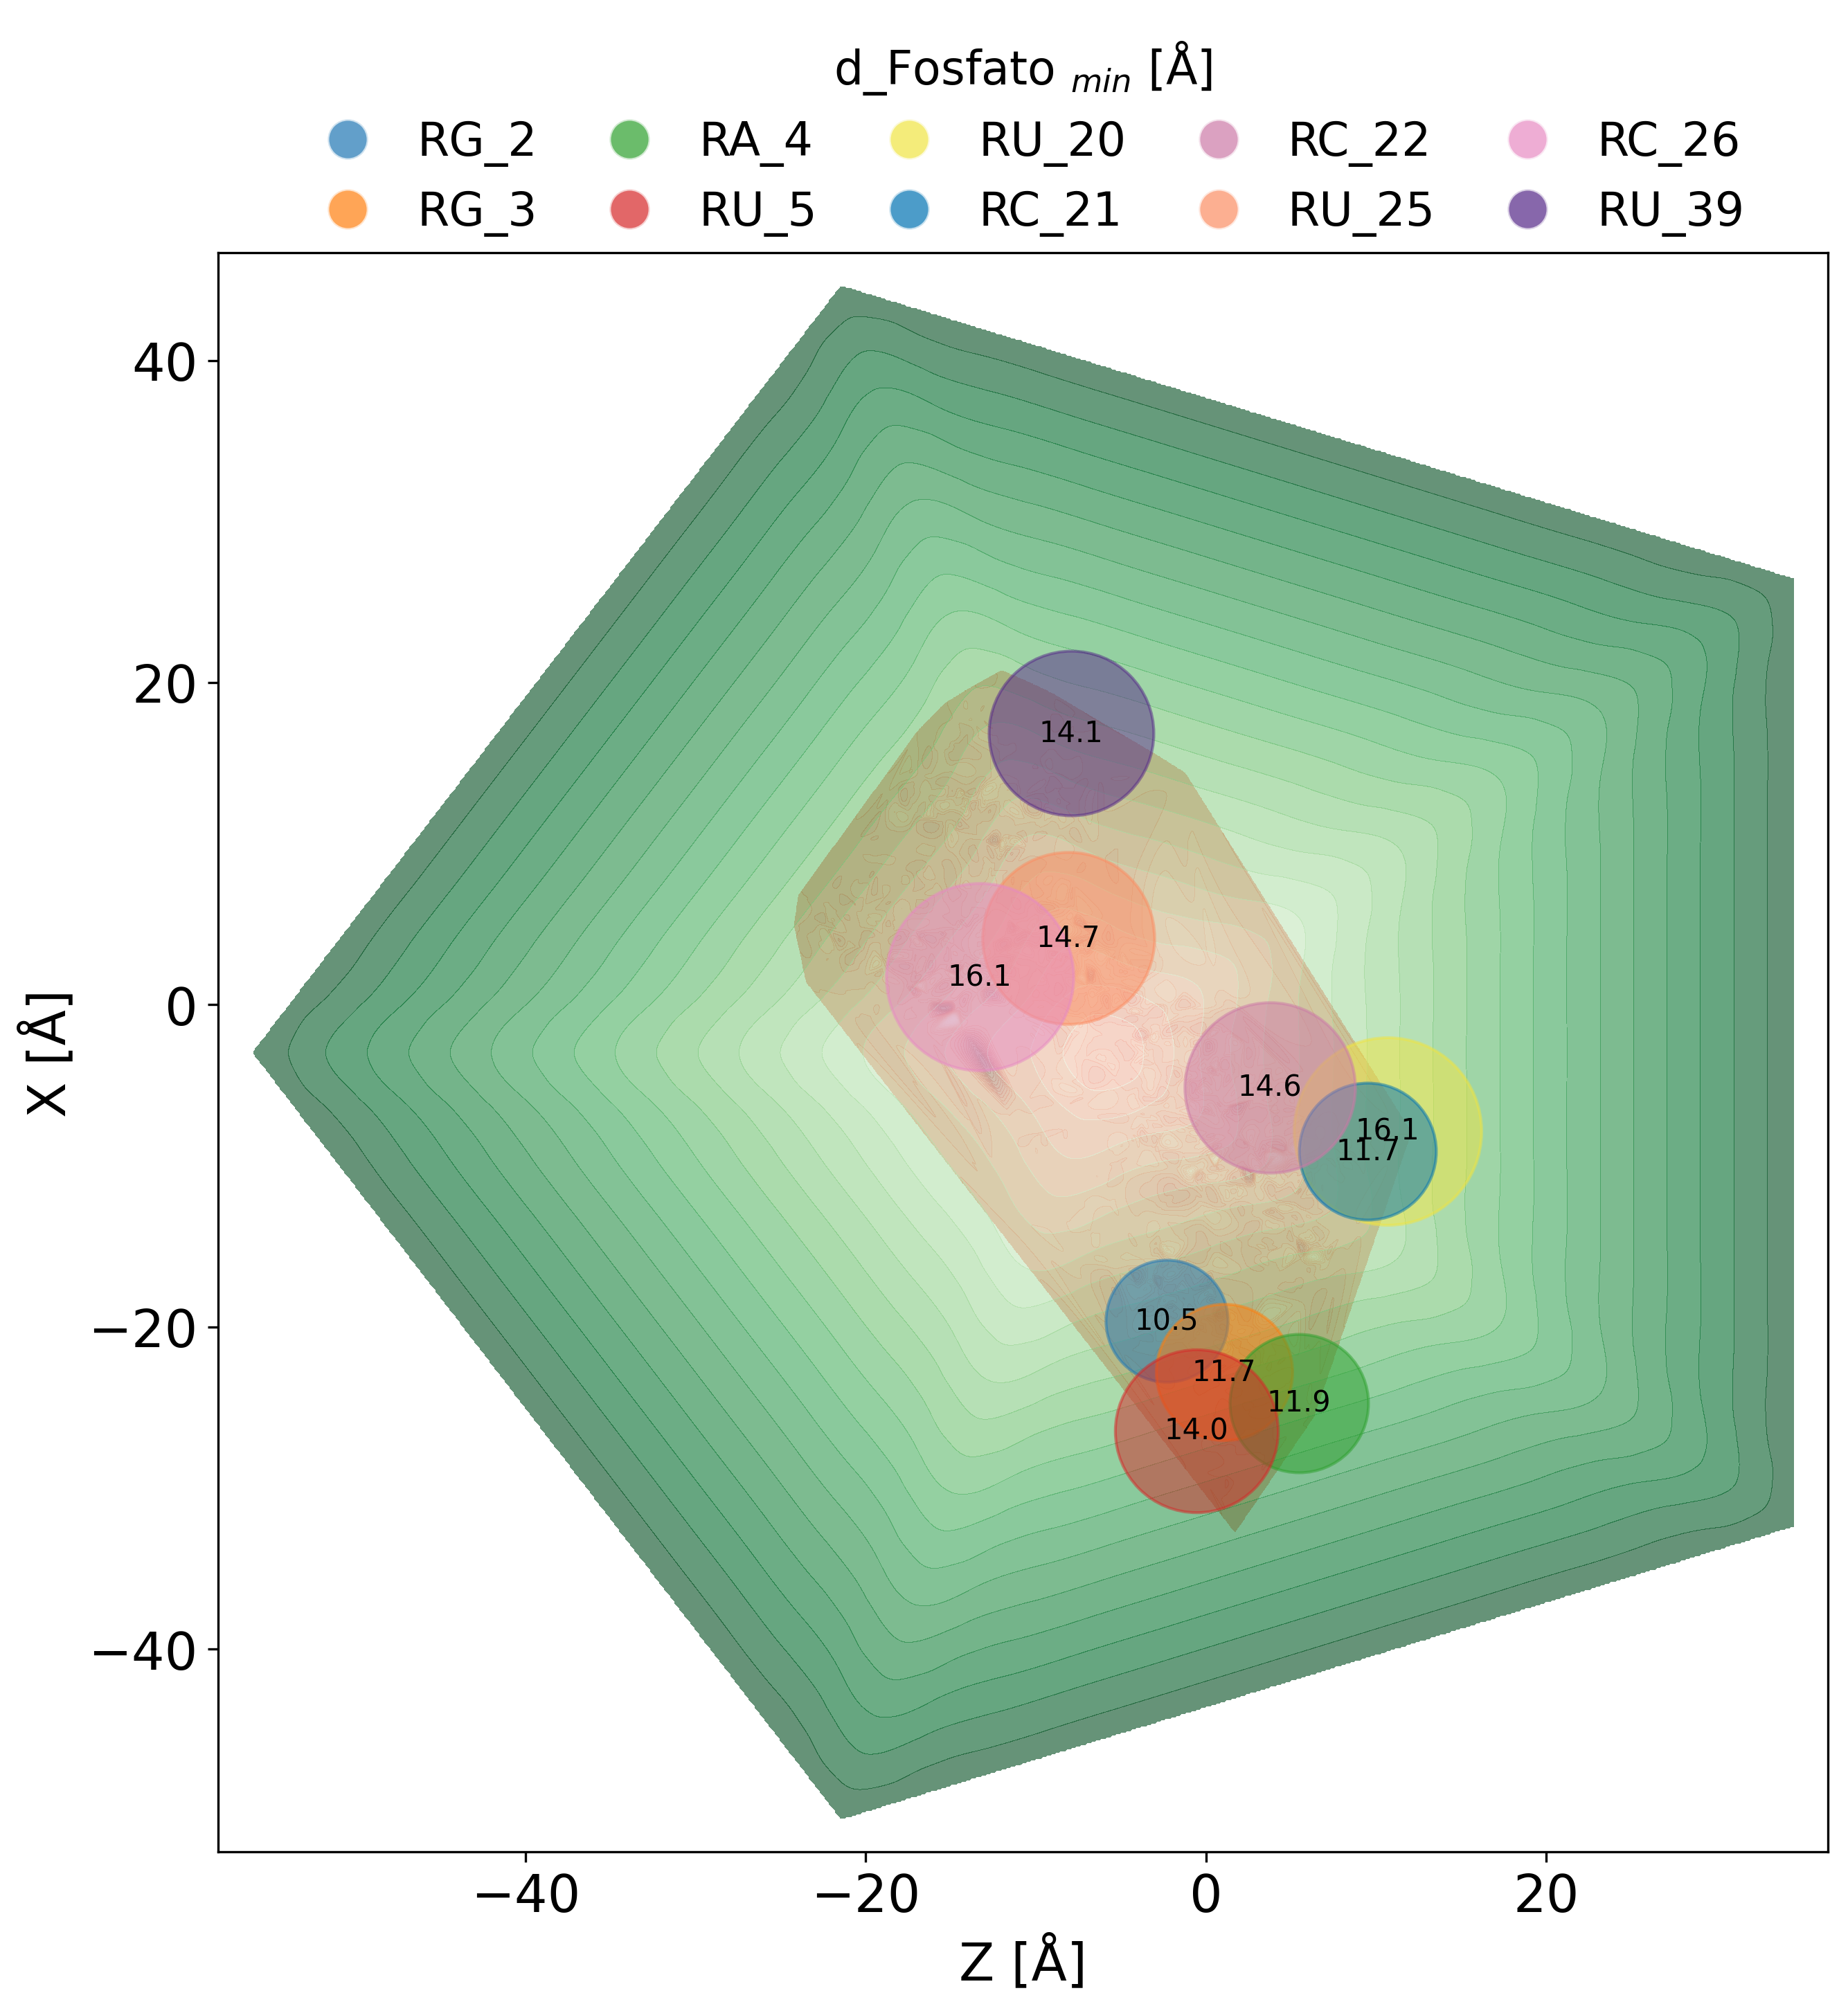 d_Fosfato min [Å]
RG_2 RA_4 RU_20 RC_22 RC_26
RG_3 RU_5 RC_21 RU_25 RU_39
40
20
0
−20
−40
X [Å]
14.1
14.7
16.1
14.6
16.1
11.7
10.5
11.7
11.9
14.0
−40 −20 0 20
Z [Å]